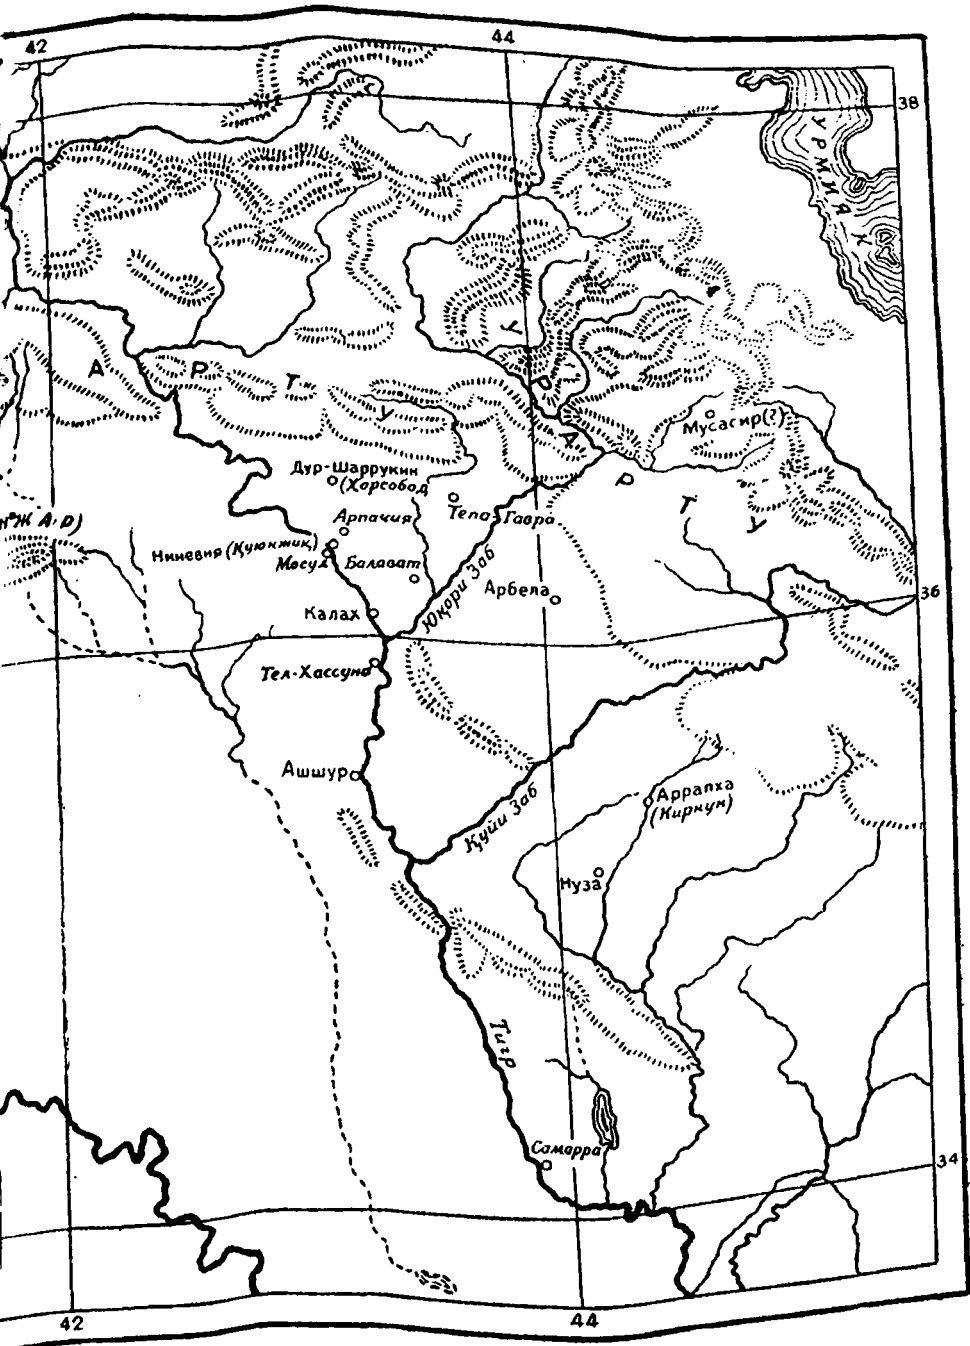 42
44
38
УРМИЯ К.
А Р Т У
У Р А Р Т У
Мусасир(?)
Дур-Шаррукин
(Хорсобод
Тепа-Гавра
Арпачия
Ж А Р)
Ниневия (Қуюнжиқ)
Мосул
Балават
Юқори Заб
Арбела
36
Калах
Тел-Хассуна
Ашшур
Қуйи Заб
Аррапха
(Киркук)
Нуза
Тигр
Самарра
34
42
44